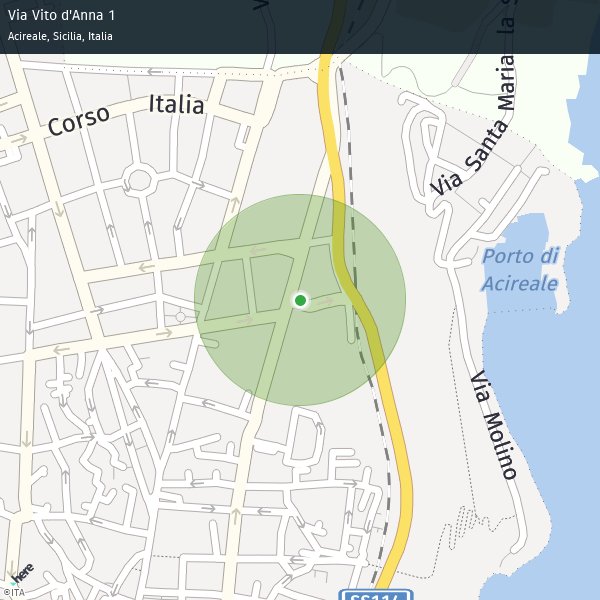 Via Vito d'Anna 1
Acireale, Sicilia, Italia
Corso Italia
Via Santa Maria la S
Porto di
Acireale
Via Molino
SS114
here
©ITA